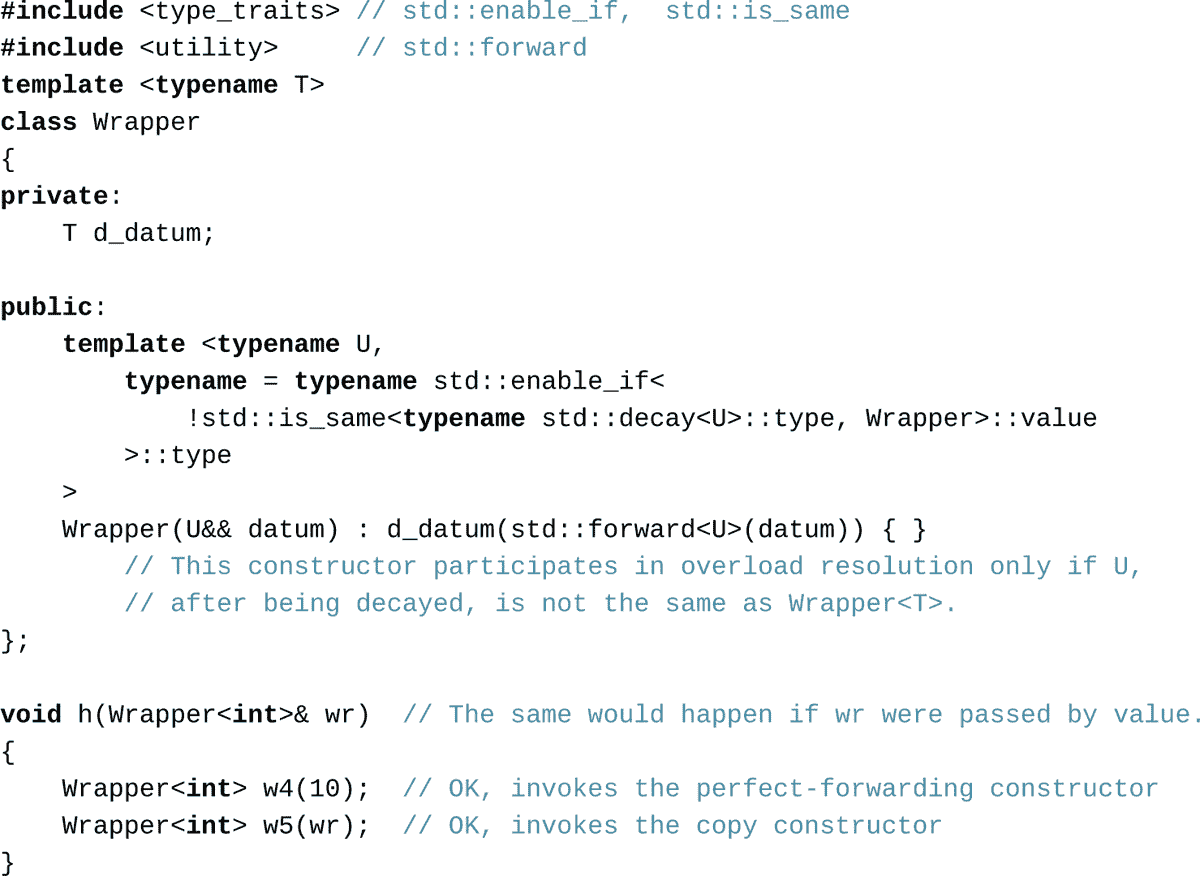 #include <type_traits> // std::enable_if,  std::is_same
#include <utility>     // std::forward
template <typename T>
class Wrapper
{
private:
    T d_datum;

public:
    template <typename U,
        typename = typename std::enable_if<
            !std::is_same<typename std::decay<U>::type, Wrapper>::value
        >::type
    >
    Wrapper(U&& datum) : d_datum(std::forward<U>(datum)) { }
        // This constructor participates in overload resolution only if U,
        // after being decayed, is not the same as Wrapper<T>.
};

void h(Wrapper<int>& wr)  // The same would happen if wr were passed by value.
{
    Wrapper<int> w4(10);  // OK, invokes the perfect-forwarding constructor
    Wrapper<int> w5(wr);  // OK, invokes the copy constructor
}